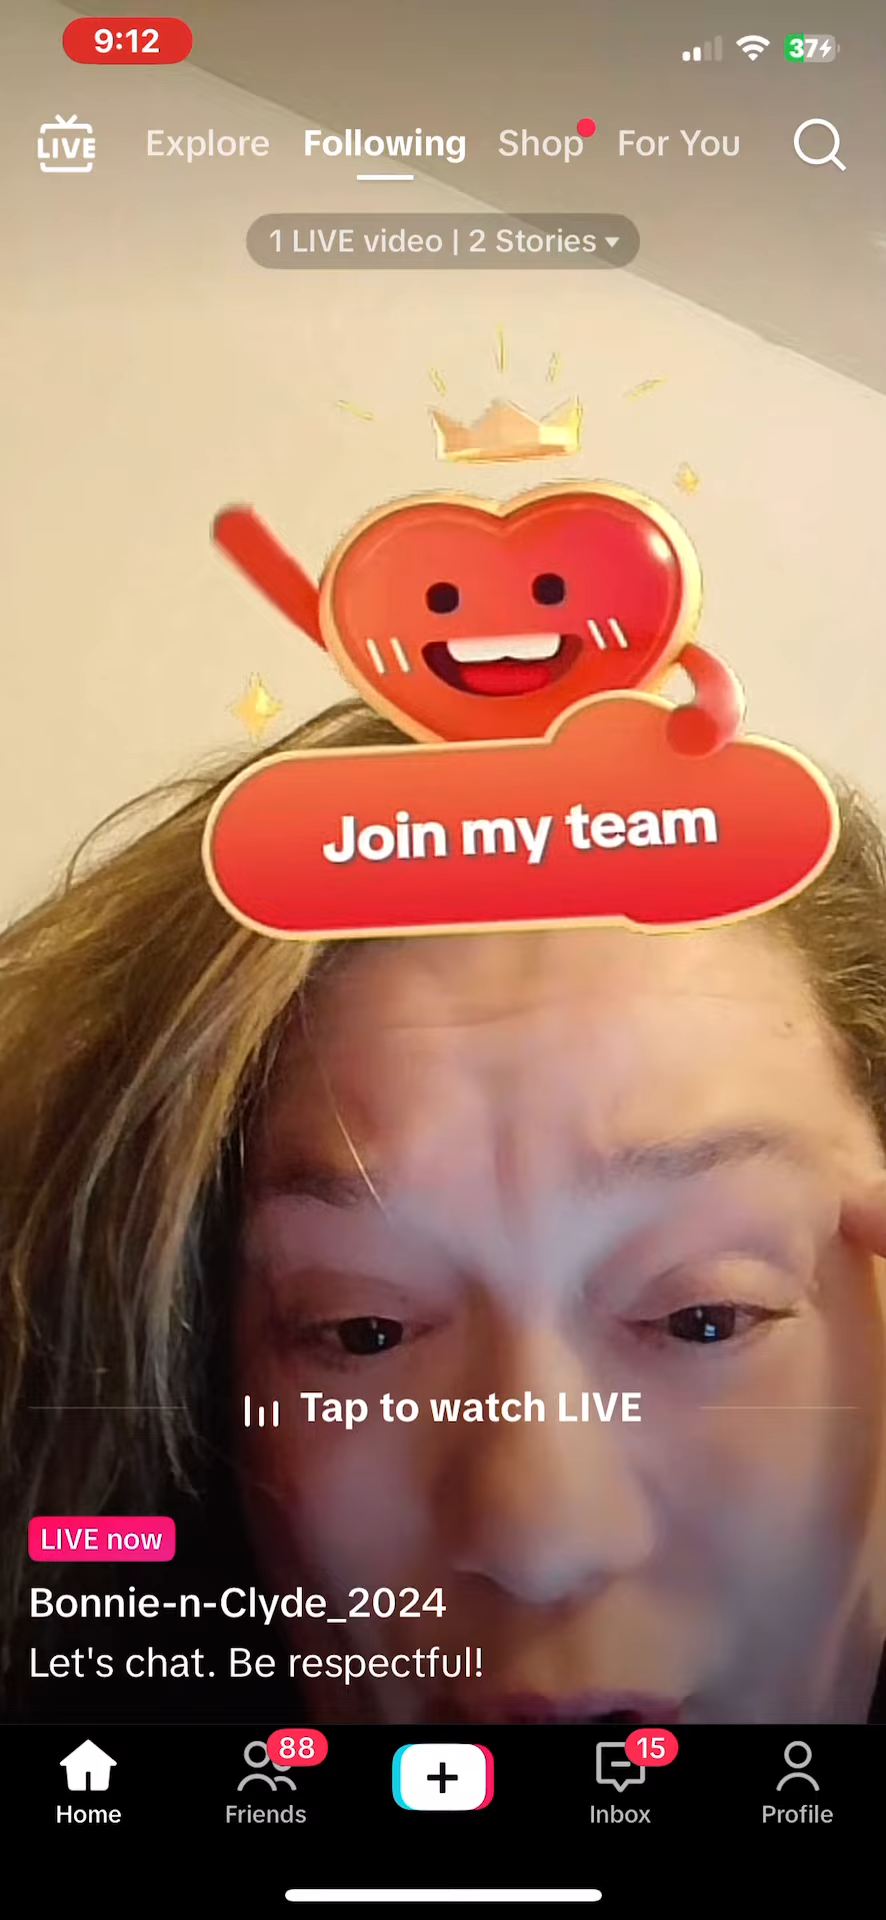 9:12
37
LIVE
Explore Following Shop For You
1 LIVE video | 2 Stories
Join my team
Tap to watch LIVE
LIVE now
Bonnie-n-Clyde_2024
Let's chat. Be respectful!
88
15
Home Friends Inbox Profile